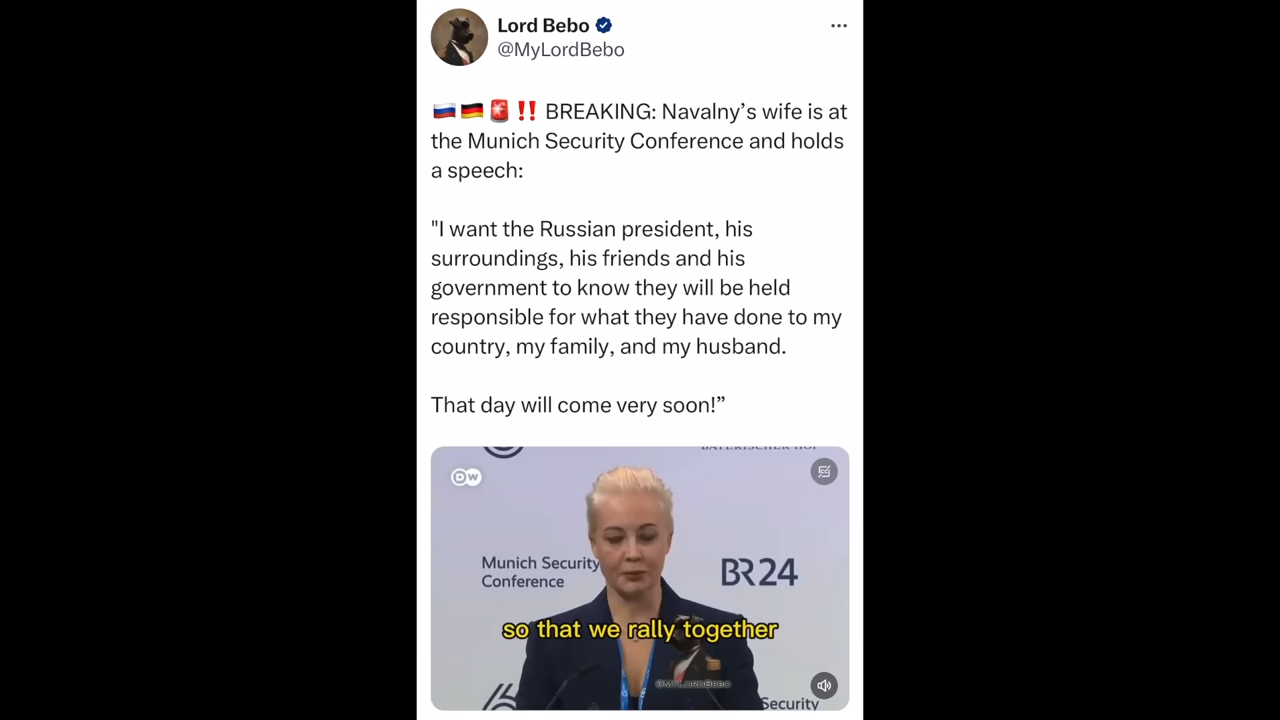 Lord Bebo
@MyLordBebo
🇷🇺🇩🇪🚨‼️ BREAKING: Navalny’s wife is at
the Munich Security Conference and holds
a speech:
"I want the Russian president, his
surroundings, his friends and his
government to know they will be held
responsible for what they have done to my
country, my family, and my husband.
That day will come very soon!”
DW
Munich Security
Conference
BR24
so that we rally together
@MYLORDBEBO
Security